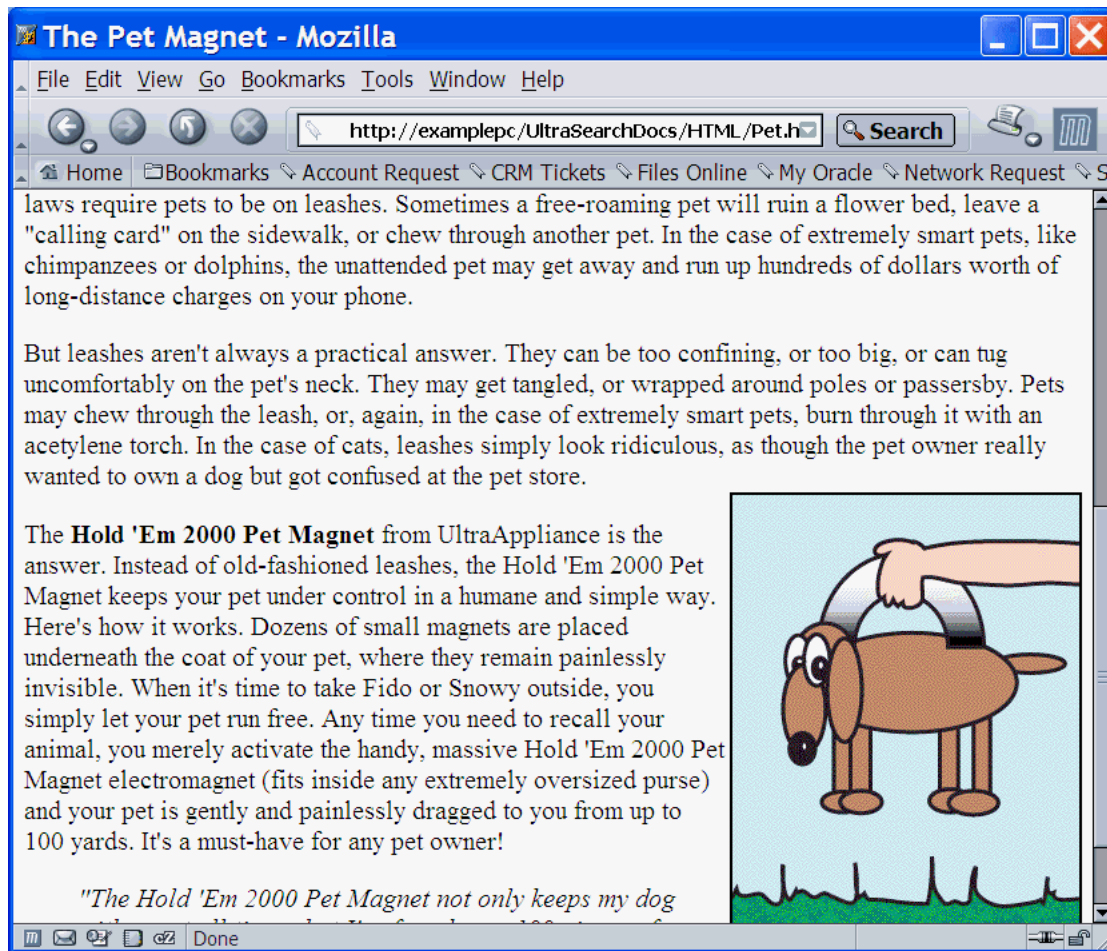 The Pet Magnet - Mozilla
File Edit View Go Bookmarks Tools Window Help
http://examplepc/UltraSearchDocs/HTML/Pet.h
Search
Home Bookmarks Account Request CRM Tickets Files Online My Oracle Network Request S
laws require pets to be on leashes. Sometimes a free-roaming pet will ruin a flower bed, leave a
"calling card" on the sidewalk, or chew through another pet. In the case of extremely smart pets, like
chimpanzees or dolphins, the unattended pet may get away and run up hundreds of dollars worth of
long-distance charges on your phone.
But leashes aren't always a practical answer. They can be too confining, or too big, or can tug
uncomfortably on the pet's neck. They may get tangled, or wrapped around poles or passersby. Pets
may chew through the leash, or, again, in the case of extremely smart pets, burn through it with an
acetylene torch. In the case of cats, leashes simply look ridiculous, as though the pet owner really
wanted to own a dog but got confused at the pet store.
The Hold 'Em 2000 Pet Magnet from UltraAppliance is the
answer. Instead of old-fashioned leashes, the Hold 'Em 2000 Pet
Magnet keeps your pet under control in a humane and simple way.
Here's how it works. Dozens of small magnets are placed
underneath the coat of your pet, where they remain painlessly
invisible. When it's time to take Fido or Snowy outside, you
simply let your pet run free. Any time you need to recall your
animal, you merely activate the handy, massive Hold 'Em 2000 Pet
Magnet electromagnet (fits inside any extremely oversized purse)
and your pet is gently and painlessly dragged to you from up to
100 yards. It's a must-have for any pet owner!
"The Hold 'Em 2000 Pet Magnet not only keeps my dog
Done